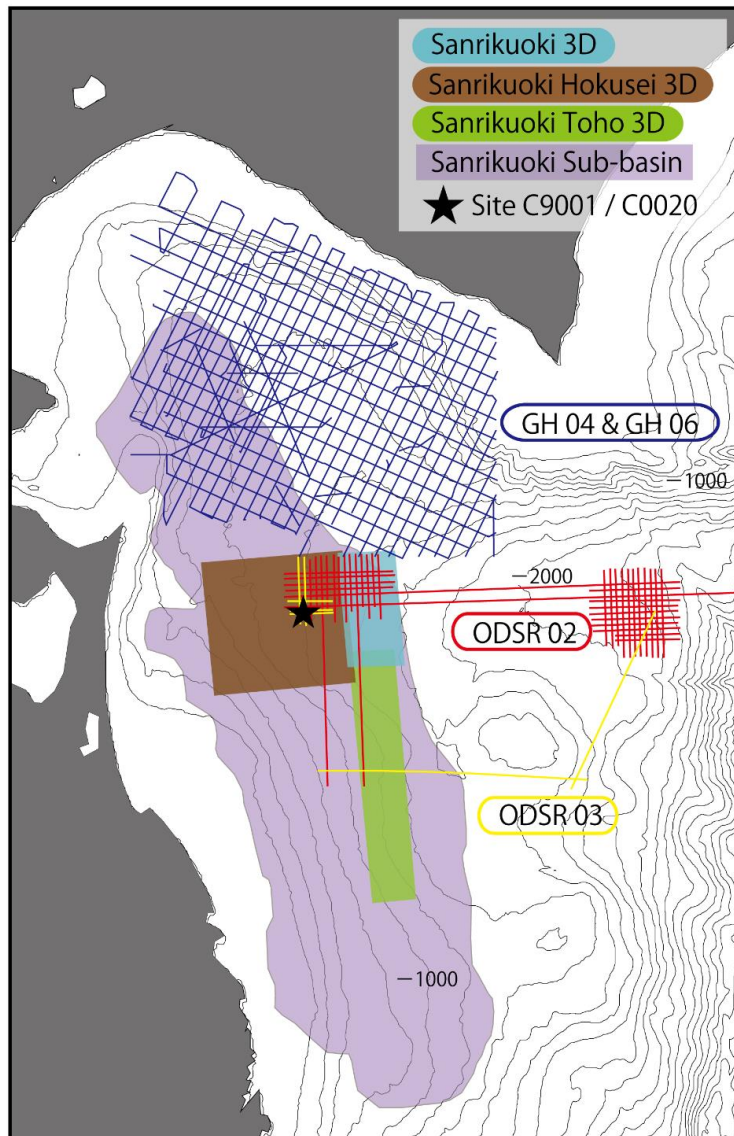 Sanrikuoki 3D
Sanrikuoki Hokusei 3D
Sanrikuoki Toho 3D
Sanrikuoki Sub-basin
Site C9001 / C0020
GH 04 & GH 06
−1000
−2000
ODSR 02
ODSR 03
−1000